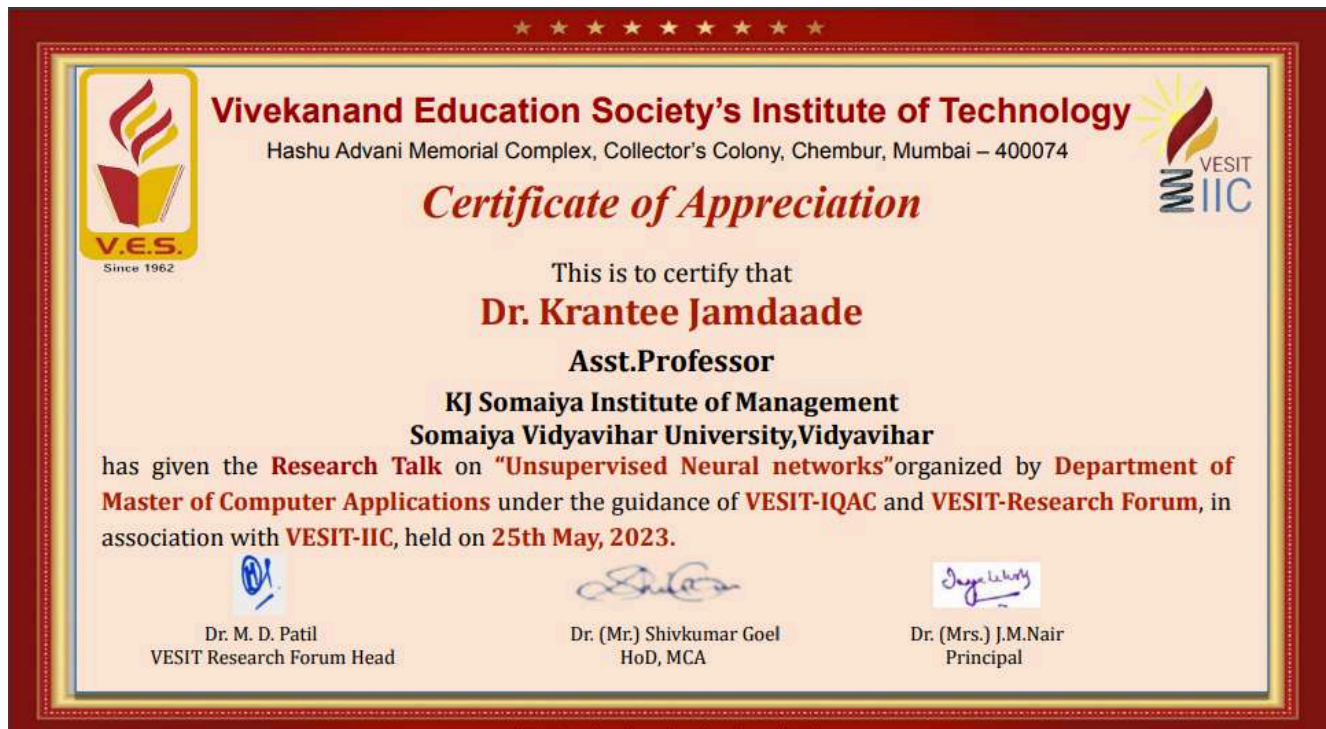 Vivekanand Education Society's Institute of Technology
Hashu Advani Memorial Complex, Collector's Colony, Chembur, Mumbai – 400074
Certificate of Appreciation
V.E.S.
Since 1962
VESIT
IIC
This is to certify that
Dr. Krantee Jamdaade
Asst.Professor
KJ Somaiya Institute of Management
Somaiya Vidyavihar University,Vidyavihar
has given the Research Talk on “Unsupervised Neural networks”organized by Department of
Master of Computer Applications under the guidance of VESIT-IQAC and VESIT-Research Forum, in
association with VESIT-IIC, held on 25th May, 2023.
Dr. M. D. Patil
VESIT Research Forum Head
Dr. (Mr.) Shivkumar Goel
HoD, MCA
Dr. (Mrs.) J.M.Nair
Principal